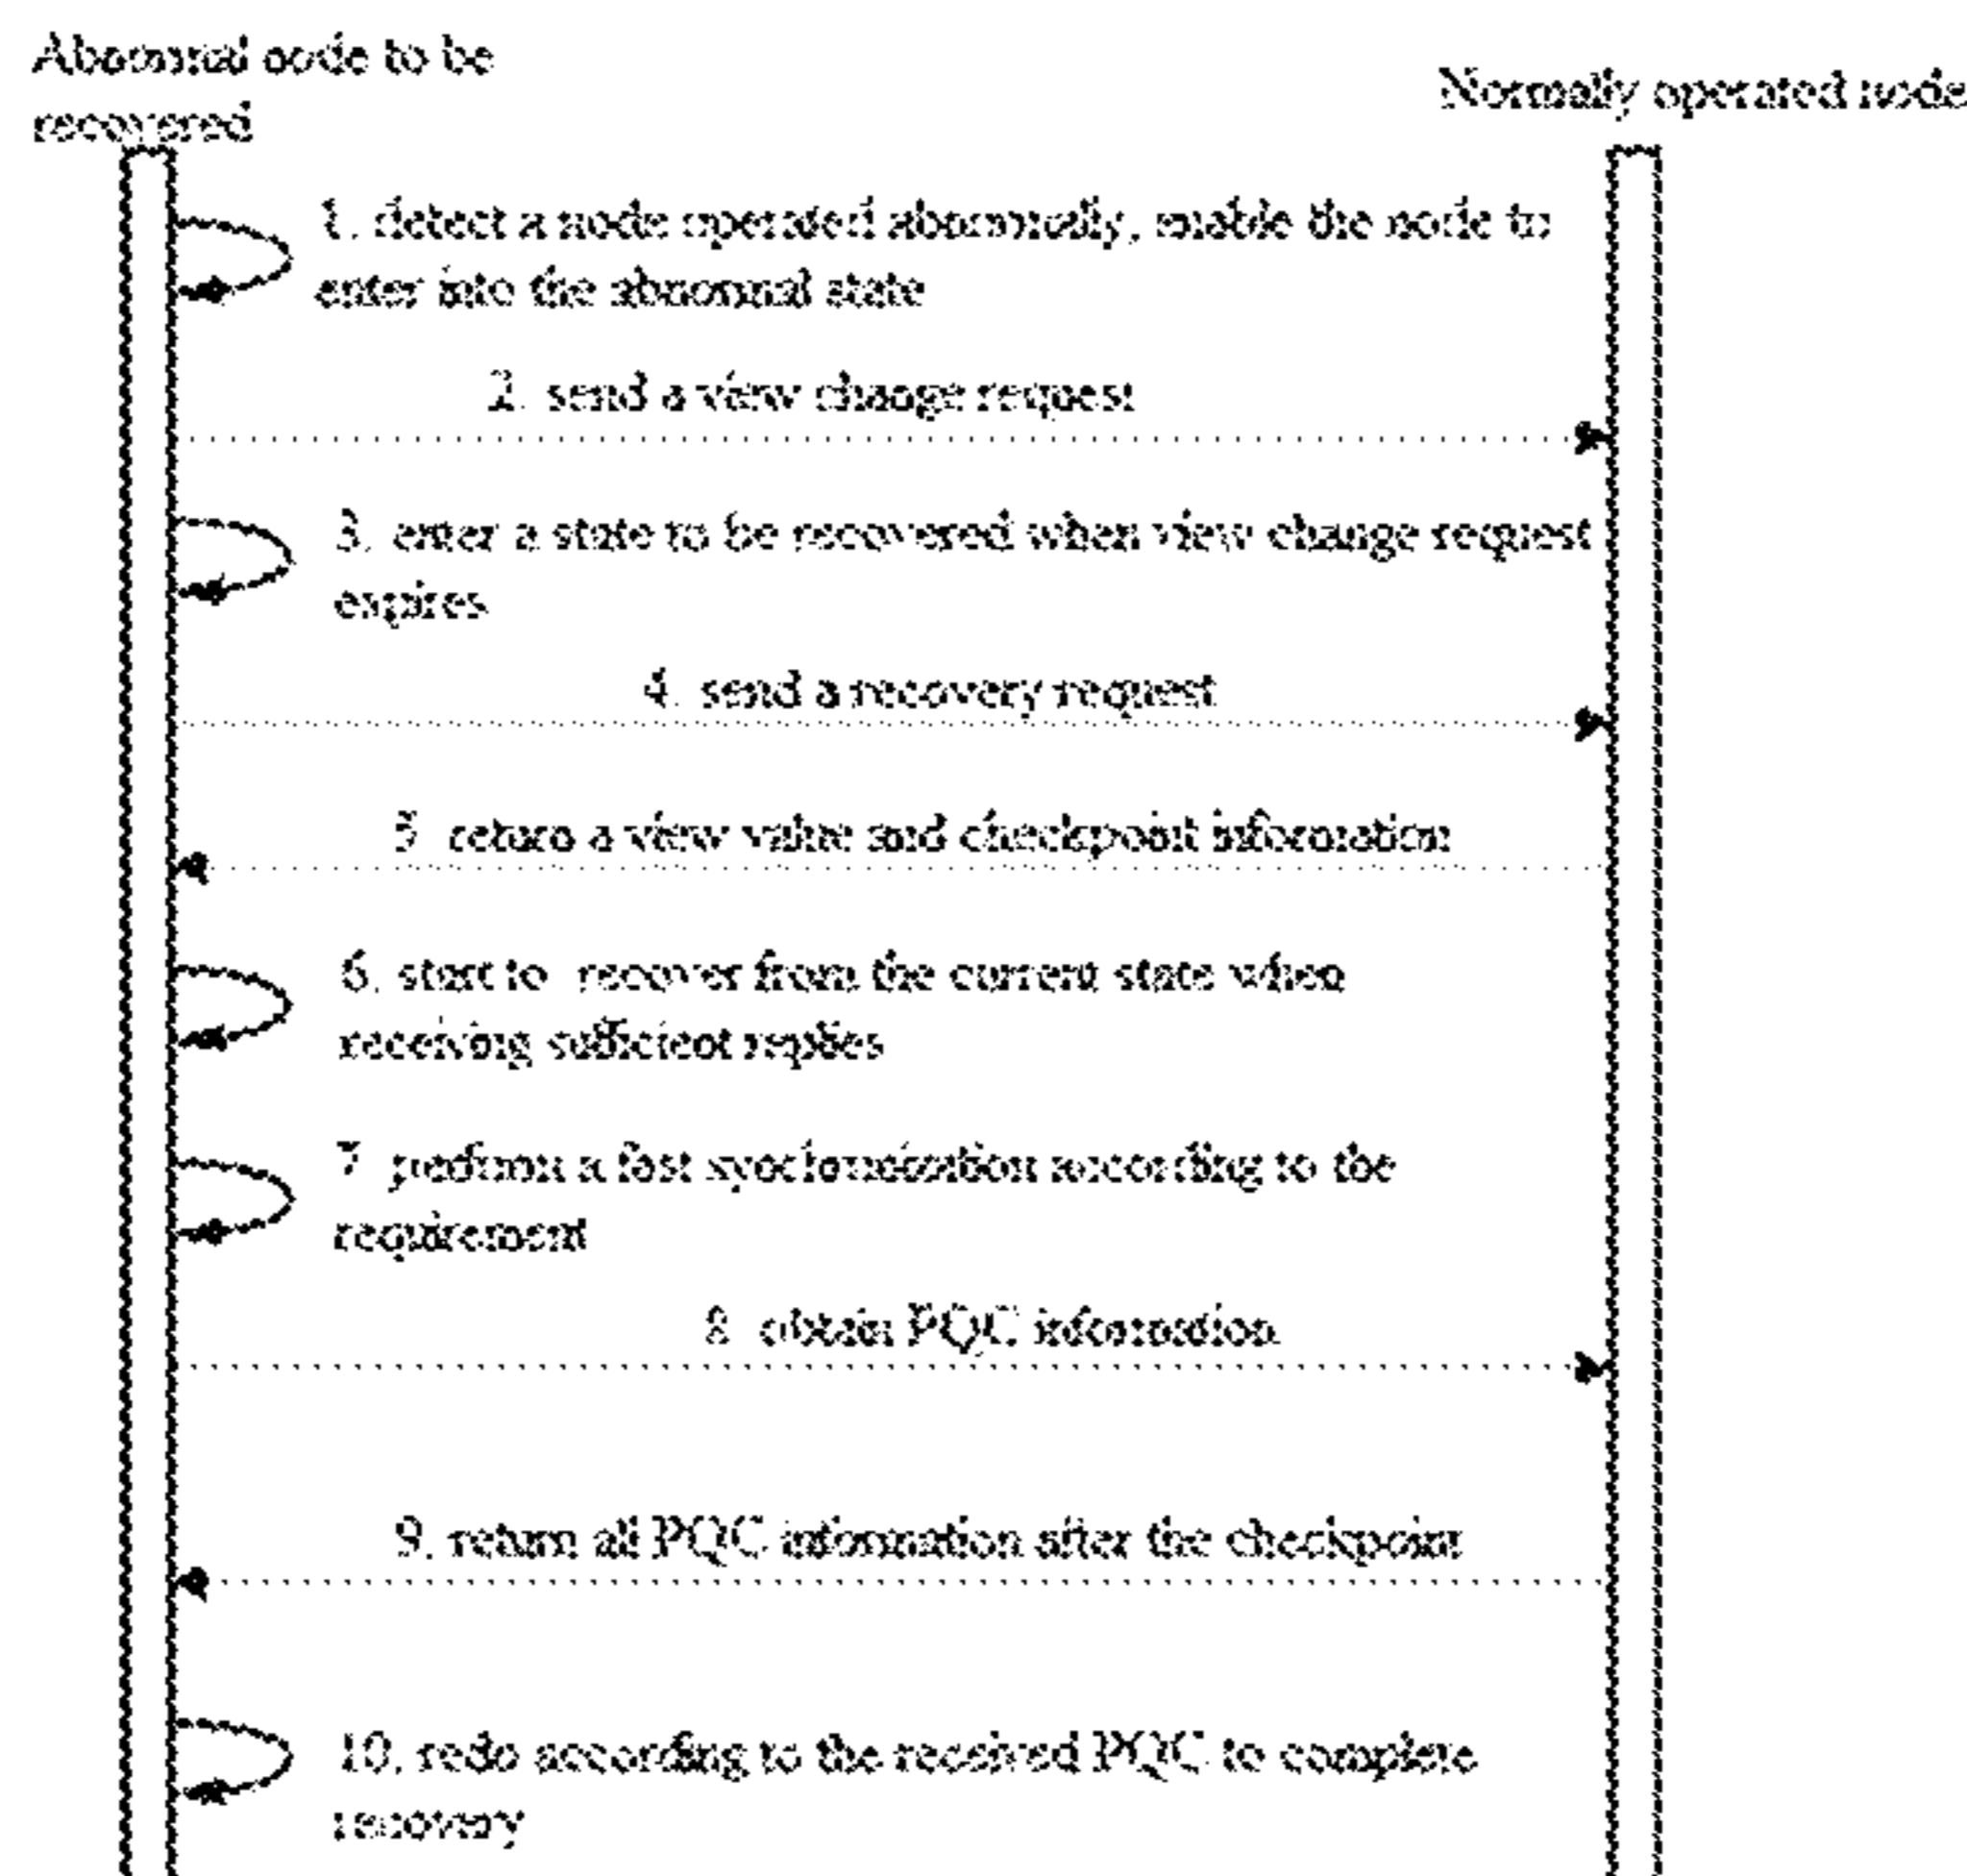 Abnormal node to be
recovered
Normally operated node
1. detect a node operated abnormally, enable the node to
enter into the abnormal state
2. send a view change request
3. enter a state to be recovered when view change request
expires
4. send a recovery request
5 return a view value and checkpoint information
6. start to recover from the current state when
receiving sufficient replies
7 perform a fast synchronization according to the
requirement
8 obtain PQC information
9. return all PQC information after the checkpoint
10. redo according to the received PQC to complete
recovery